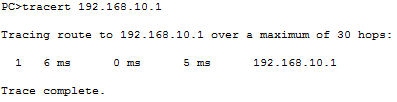 PC>tracert 192.168.10.1
Tracing route to 192.168.10.1 over a maximum of 30 hops:
1 6 ms 0 ms 5 ms 192.168.10.1
Trace complete.